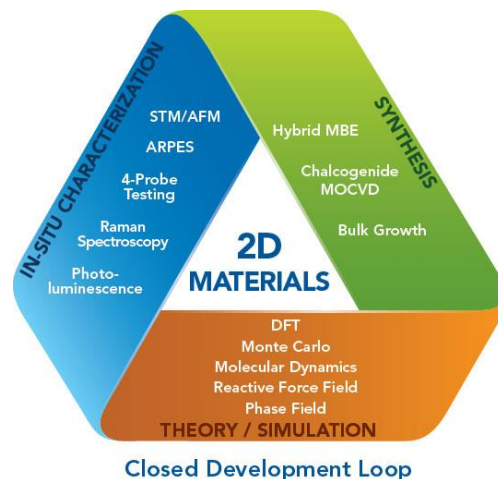 IN-SITU CHARACTERIZATION
STM/AFM
ARPES
4-Probe
Testing
Raman
Spectroscopy
Photo-
luminescence
SYNTHESIS
Hybrid MBE
Chalcogenide
MOCVD
Bulk Growth
2D
MATERIALS
DFT
Monte Carlo
Molecular Dynamics
Reactive Force Field
Phase Field
THEORY / SIMULATION
Closed Development Loop